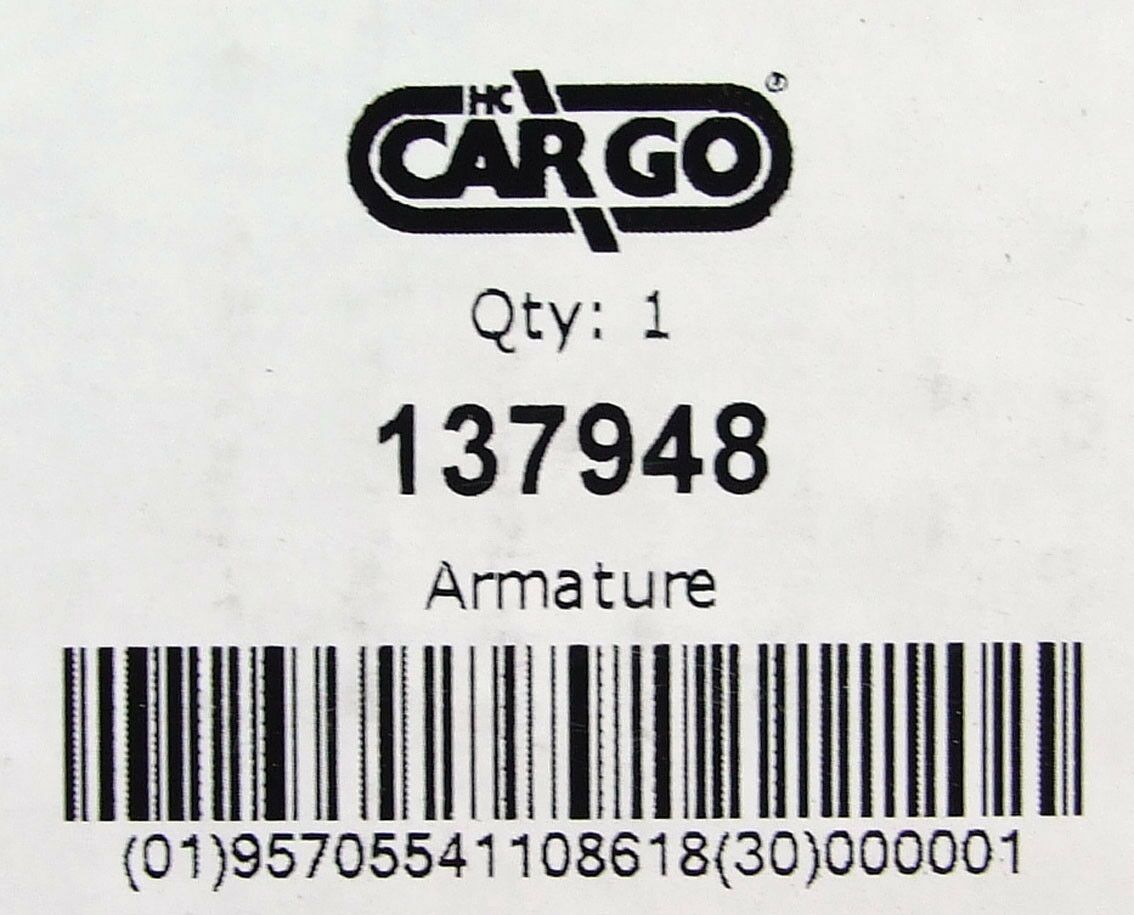 HC
CARGO®
Qty: 1
137948
Armature
(01)95705541108618(30)000001